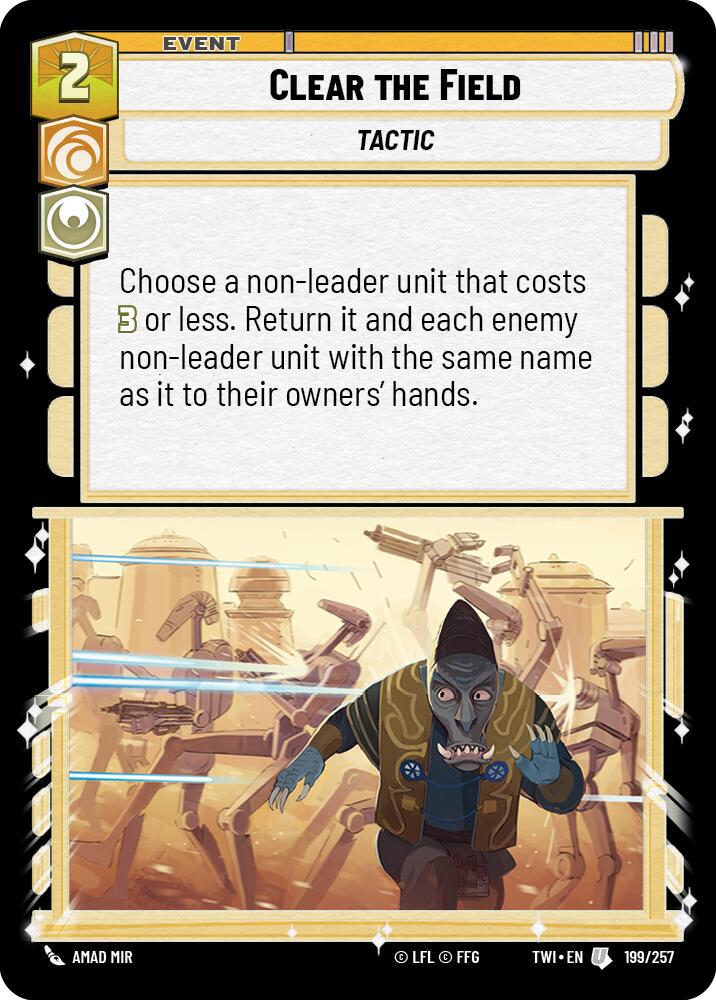 EVENT
2
CLEAR THE FIELD
TACTIC
Choose a non-leader unit that costs
3 or less. Return it and each enemy
non-leader unit with the same name
as it to their owners’ hands.
AMAD MIR
© LFL © FFG
TWI • EN
U
199/257